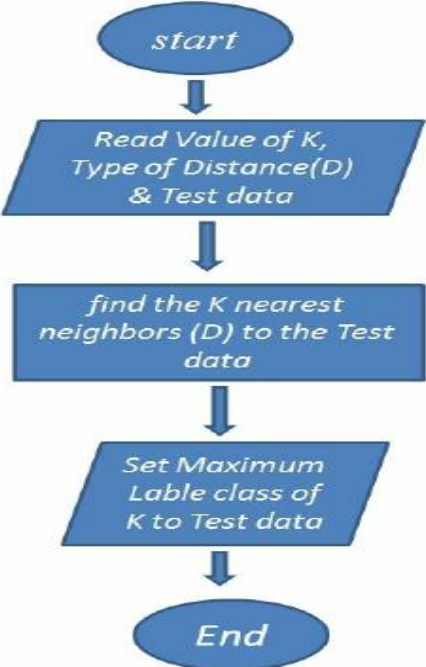 start
Read Value of K,
Type of Distance(D)
& Test data
find the K nearest
neighbors (D) to the Test
data
Set Maximum
Lable class of
K to Test data
End